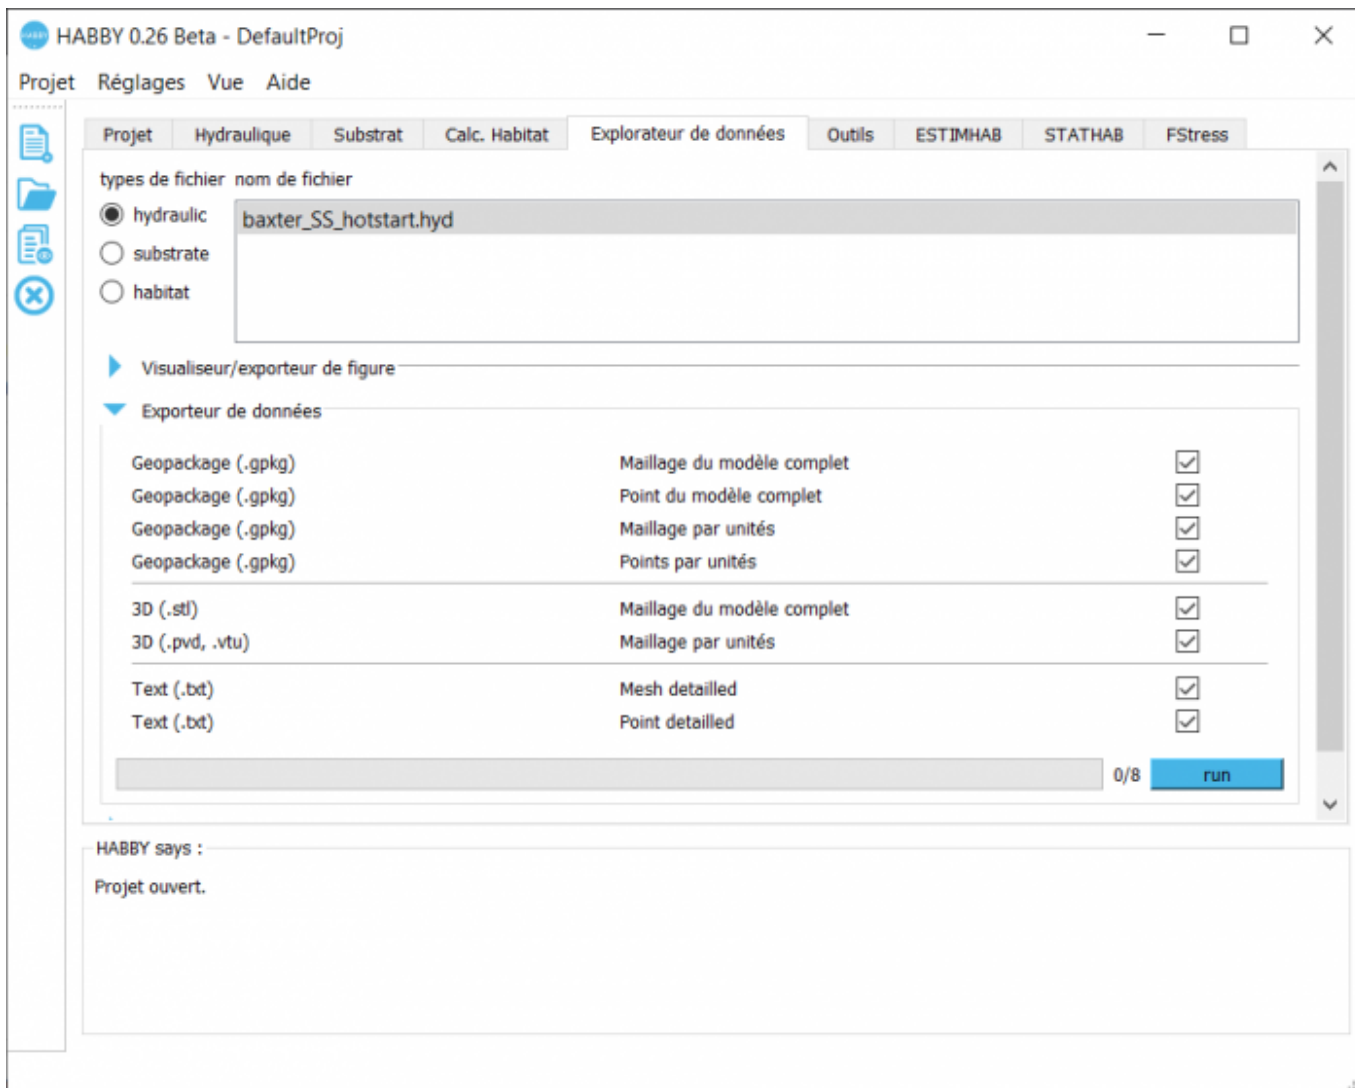 HABBY 0.26 Beta - DefaultProj
Projet Réglages Vue Aide
Projet Hydraulique Substrat Calc. Habitat Explorateur de données Outils ESTIMHAB STATHAB FStress
types de fichier nom de fichier
hydraulic baxter_SS_hotstart.hyd
substrate
habitat
Visualiseur/exporteur de figure
Exporteur de données
Geopackage (.gpkg) Maillage du modèle complet
Geopackage (.gpkg) Point du modèle complet
Geopackage (.gpkg) Maillage par unités
Geopackage (.gpkg) Points par unités
3D (.stl) Maillage du modèle complet
3D (.pvd, .vtu) Maillage par unités
Text (.txt) Mesh detailled
Text (.txt) Point detailled
0/8 run
HABBY says :
Projet ouvert.